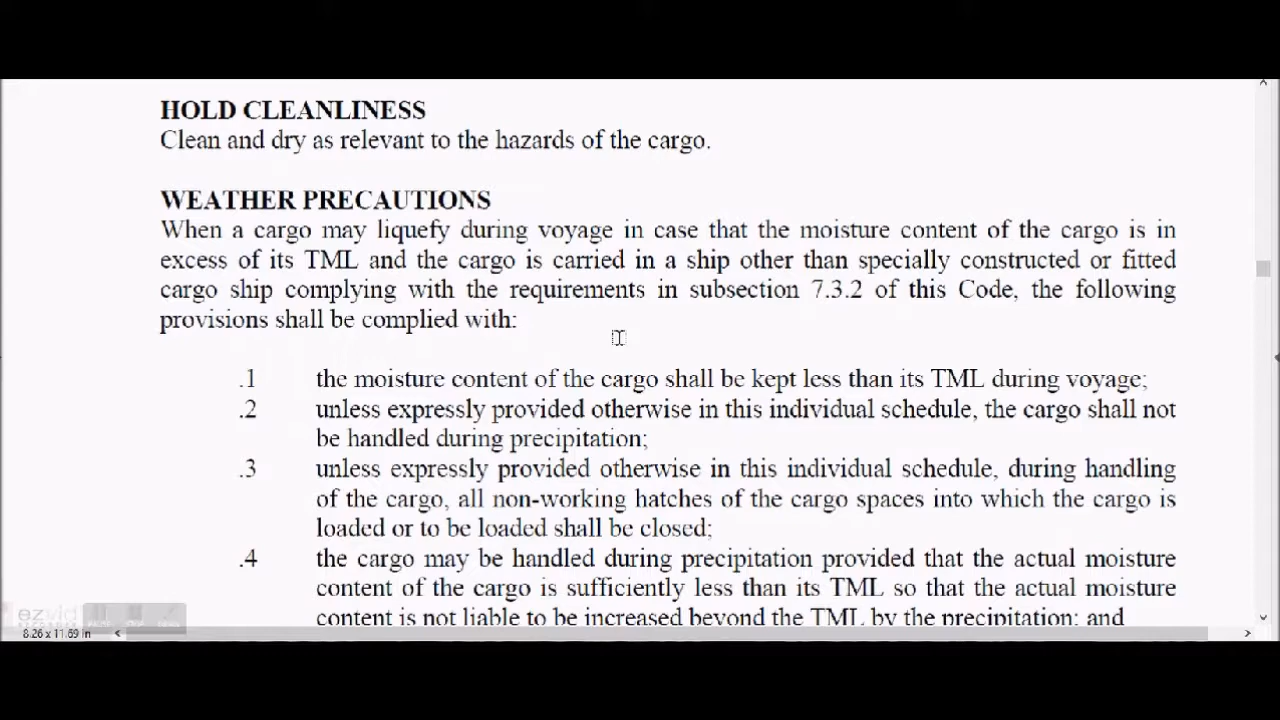 HOLD CLEANLINESS
Clean and dry as relevant to the hazards of the cargo.
WEATHER PRECAUTIONS
When a cargo may liquefy during voyage in case that the moisture content of the cargo is in
excess of its TML and the cargo is carried in a ship other than specially constructed or fitted
cargo ship complying with the requirements in subsection 7.3.2 of this Code, the following
provisions shall be complied with:
.1 the moisture content of the cargo shall be kept less than its TML during voyage;
.2 unless expressly provided otherwise in this individual schedule, the cargo shall not
be handled during precipitation;
.3 unless expressly provided otherwise in this individual schedule, during handling
of the cargo, all non-working hatches of the cargo spaces into which the cargo is
loaded or to be loaded shall be closed;
.4 the cargo may be handled during precipitation provided that the actual moisture
content of the cargo is sufficiently less than its TML so that the actual moisture
content is not liable to be increased beyond the TML by the precipitation; and
ezvid
8.26 x 11.69 in